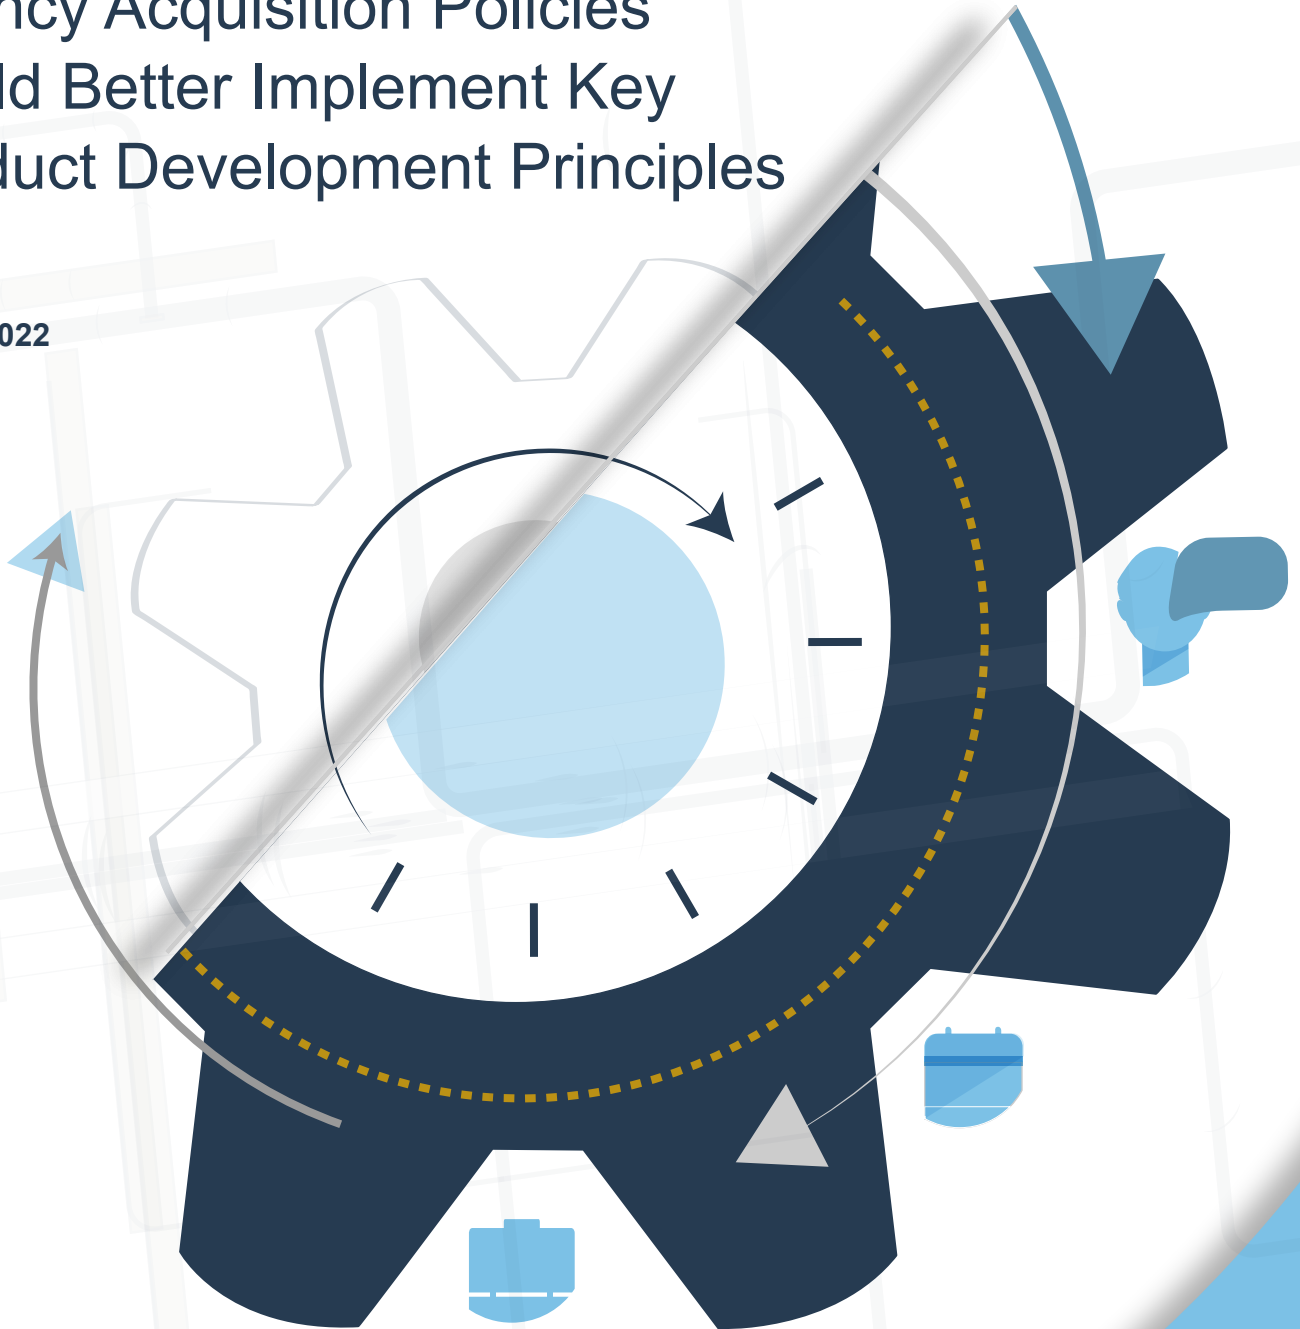 ncy Acquisition Policies
ld Better Implement Key
duct Development Principles
022